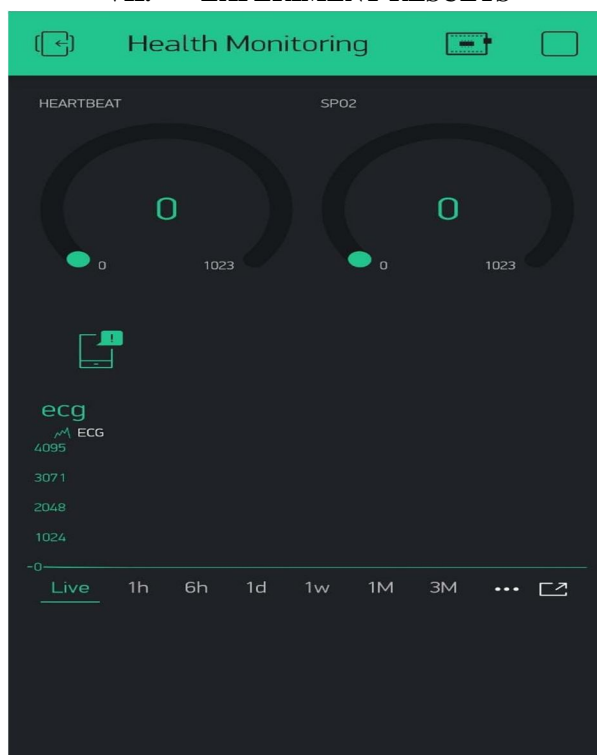 Health Monitoring
HEARTBEAT SPO2
0 0
0 1023 0 1023
!
ecg
ECG
4095
3071
2048
1024
-0
Live 1h 6h 1d 1w 1M 3M ...